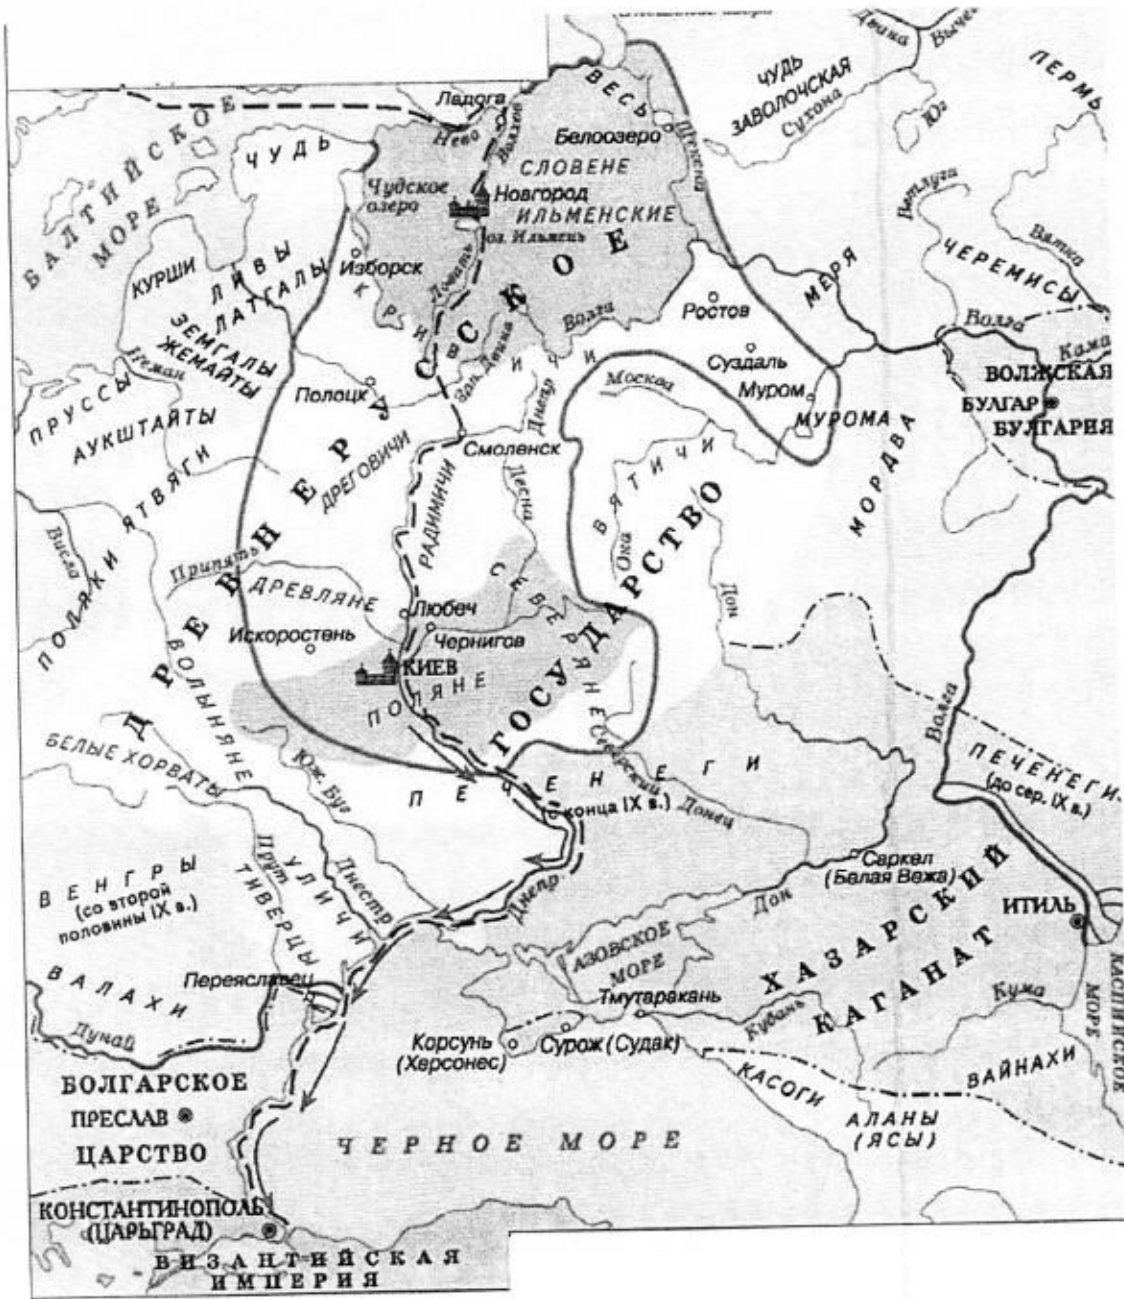 Двина
Вычег
ПЕРМЬ
ЧУДЬ
ЗАВОЛОЧСКАЯ
Сухона
Юг
ВЕСЬ
Белоозеро
Шексна
Ладога
Нева
Волхов
БАЛТИЙСКОЕ
МОРЕ
ЧУДЬ
Чудское
озеро
СЛОВЕНЕ
Новгород
ИЛЬМЕНСКИЕ
оз. Ильмень
Ветлуга
Вятка
ЧЕРЕМИСЫ
КУРШИ
ЛИВЫ
ЛАТГАЛЫ
ЗЕМГАЛЫ
ЖЕМАЙТЫ
Изборск
Ловать
КРИВИЧИ
Волга
Ростов
МЕРЯ
Волга
Кама
Неман
ПРУССЫ
АУКШТАЙТЫ
Полоцк
Зап. Двина
Днепр
Москва
Суздаль
Муром
МУРОМА
ВОЛЖСКАЯ
БУЛГАР
БУЛГАРИЯ
ЯТВЯГИ
ДРЕГОВИЧИ
Смоленск
РАДИМИЧИ
Десна
ВЯТИЧИ
Ока
МОРДВА
Висла
ПОЛЯКИ
Припять
ДРЕВНЕРУССКОЕ
ГОСУДАРСТВО
ДРЕВЛЯНЕ
Искоростень
Любеч
Чернигов
СЕВЕРЯНЕ
Дон
КИЕВ
ПОЛЯНЕ
ВОЛЫНЯНЕ
БЕЛЫЕ ХОРВАТЫ
Юж. Буг
Северский Донец
ПЕЧЕНЕГИ
(с конца IX в.)
Волга
ПЕЧЕНЕГИ
(до сер. IX в.)
ВЕНГРЫ
(со второй
половины IX в.)
Прут
ТИВЕРЦЫ
УЛИЧИ
Днестр
Днепр
Саркел
(Белая Вежа)
Дон
ХАЗАРСКИЙ
КАГАНАТ
ИТИЛЬ
ВАЛАХИ
Дунай
Переяславец
АЗОВСКОЕ
МОРЕ
Тмутаракань
Корсунь
(Херсонес)
Сурож (Судак)
Кубань
Кума
КАСПИЙСКОЕ
МОРЕ
КАСОГИ
АЛАНЫ
(ЯСЫ)
ВАЙНАХИ
БОЛГАРСКОЕ
ПРЕСЛАВ
ЦАРСТВО
ЧЕРНОЕ МОРЕ
КОНСТАНТИНОПОЛЬ
(ЦАРЬГРАД)
ВИЗАНТИЙСКАЯ
ИМПЕРИЯ